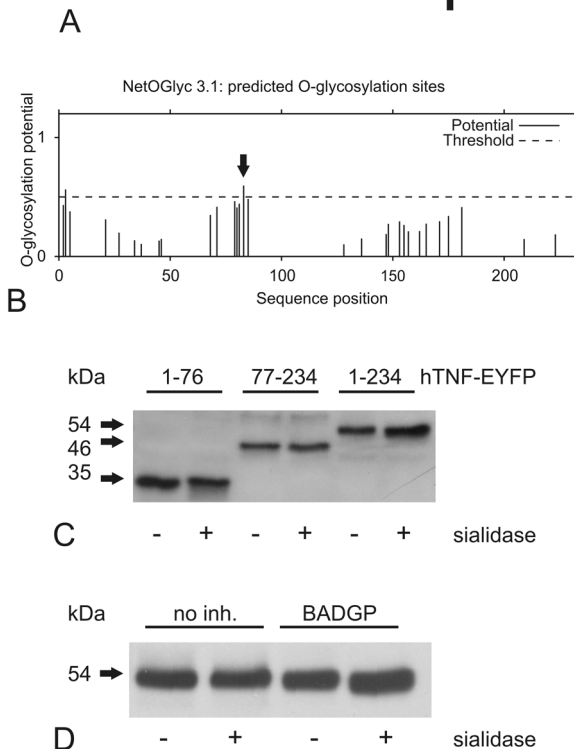 A
NetOGlyc 3.1: predicted O-glycosylation sites
O-glycosylation potential
1
0
Potential
Threshold
0 50 100 150 200
Sequence position
B
kDa 1-76 77-234 1-234 hTNF-EYFP
54
46
35
C - + - + - + sialidase
kDa no inh. BADGP
54
D - + - + sialidase